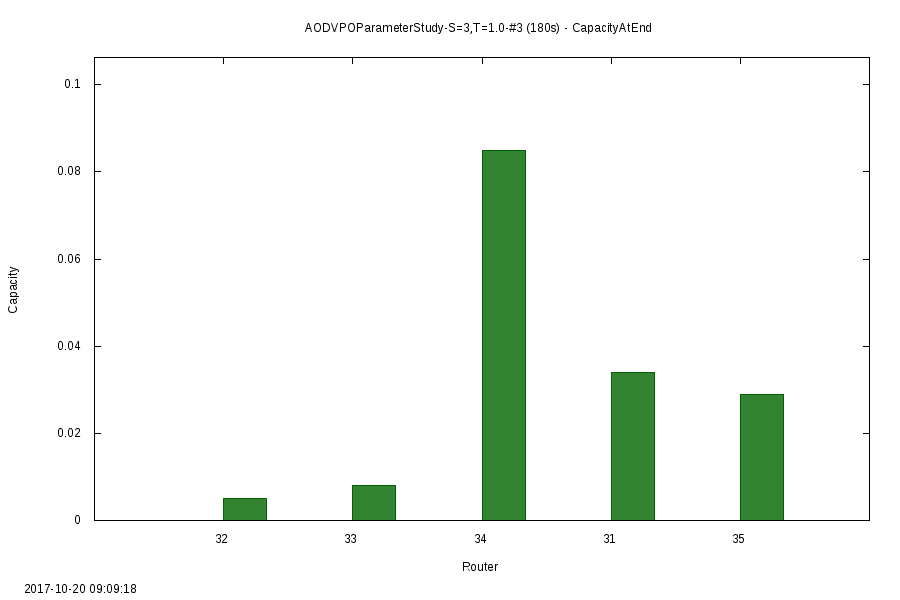 AODVPOParameterStudy-S=3,T=1.0-#3 (180s) - CapacityAtEnd
0.1
0.08
0.06
0.04
0.02
0
Capacity
32 33 34 31 35
Router
2017-10-20 09:09:18